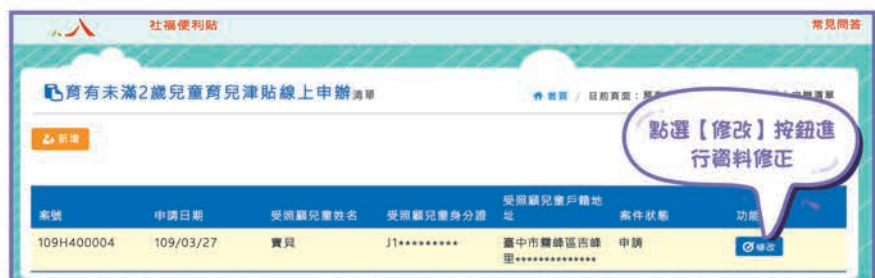 社福便利貼
常見問答
育有未滿2歲兒童育兒津貼線上申辦清單
首頁 / 目前頁面：
清單
新增
點選【修改】按鈕進
行資料修正
案號 申請日期 受照顧兒童姓名 受照顧兒童身分證 受照顧兒童戶籍地址 案件狀態 功能
109H400004 109/03/27 寶貝 J1********* 臺中市霧峰區吉峰 申請 修改
里**************